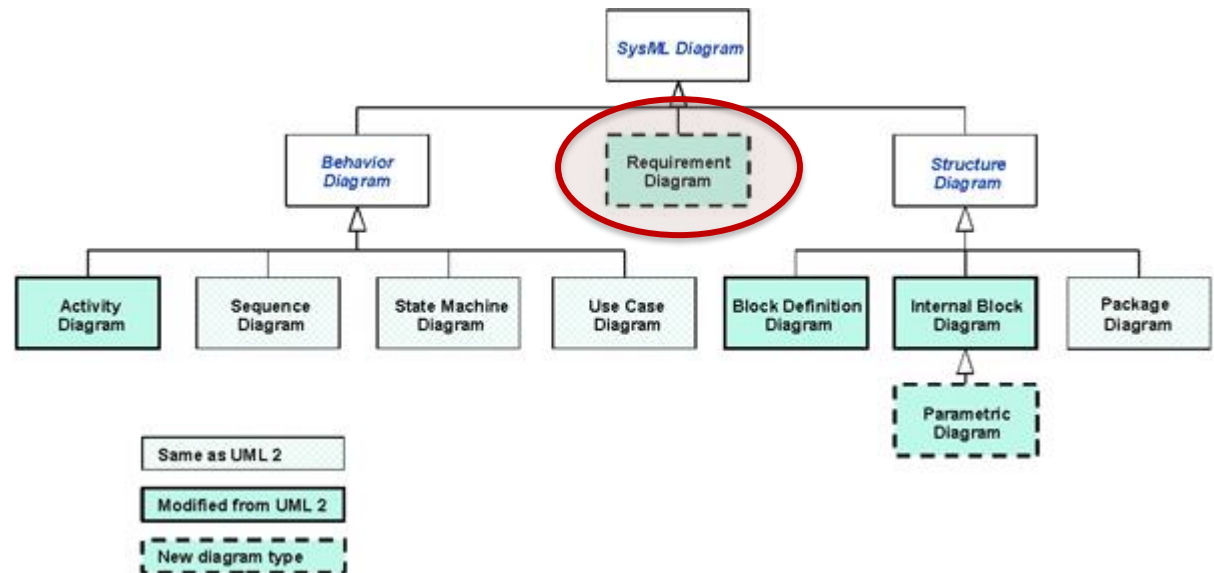 SysML Diagram
Behavior
Diagram
Requirement
Diagram
Structure
Diagram
Activity
Diagram
Sequence
Diagram
State Machine
Diagram
Use Case
Diagram
Block Definition
Diagram
Internal Block
Diagram
Package
Diagram
Parametric
Diagram
Same as UML 2
Modified from UML 2
New diagram type